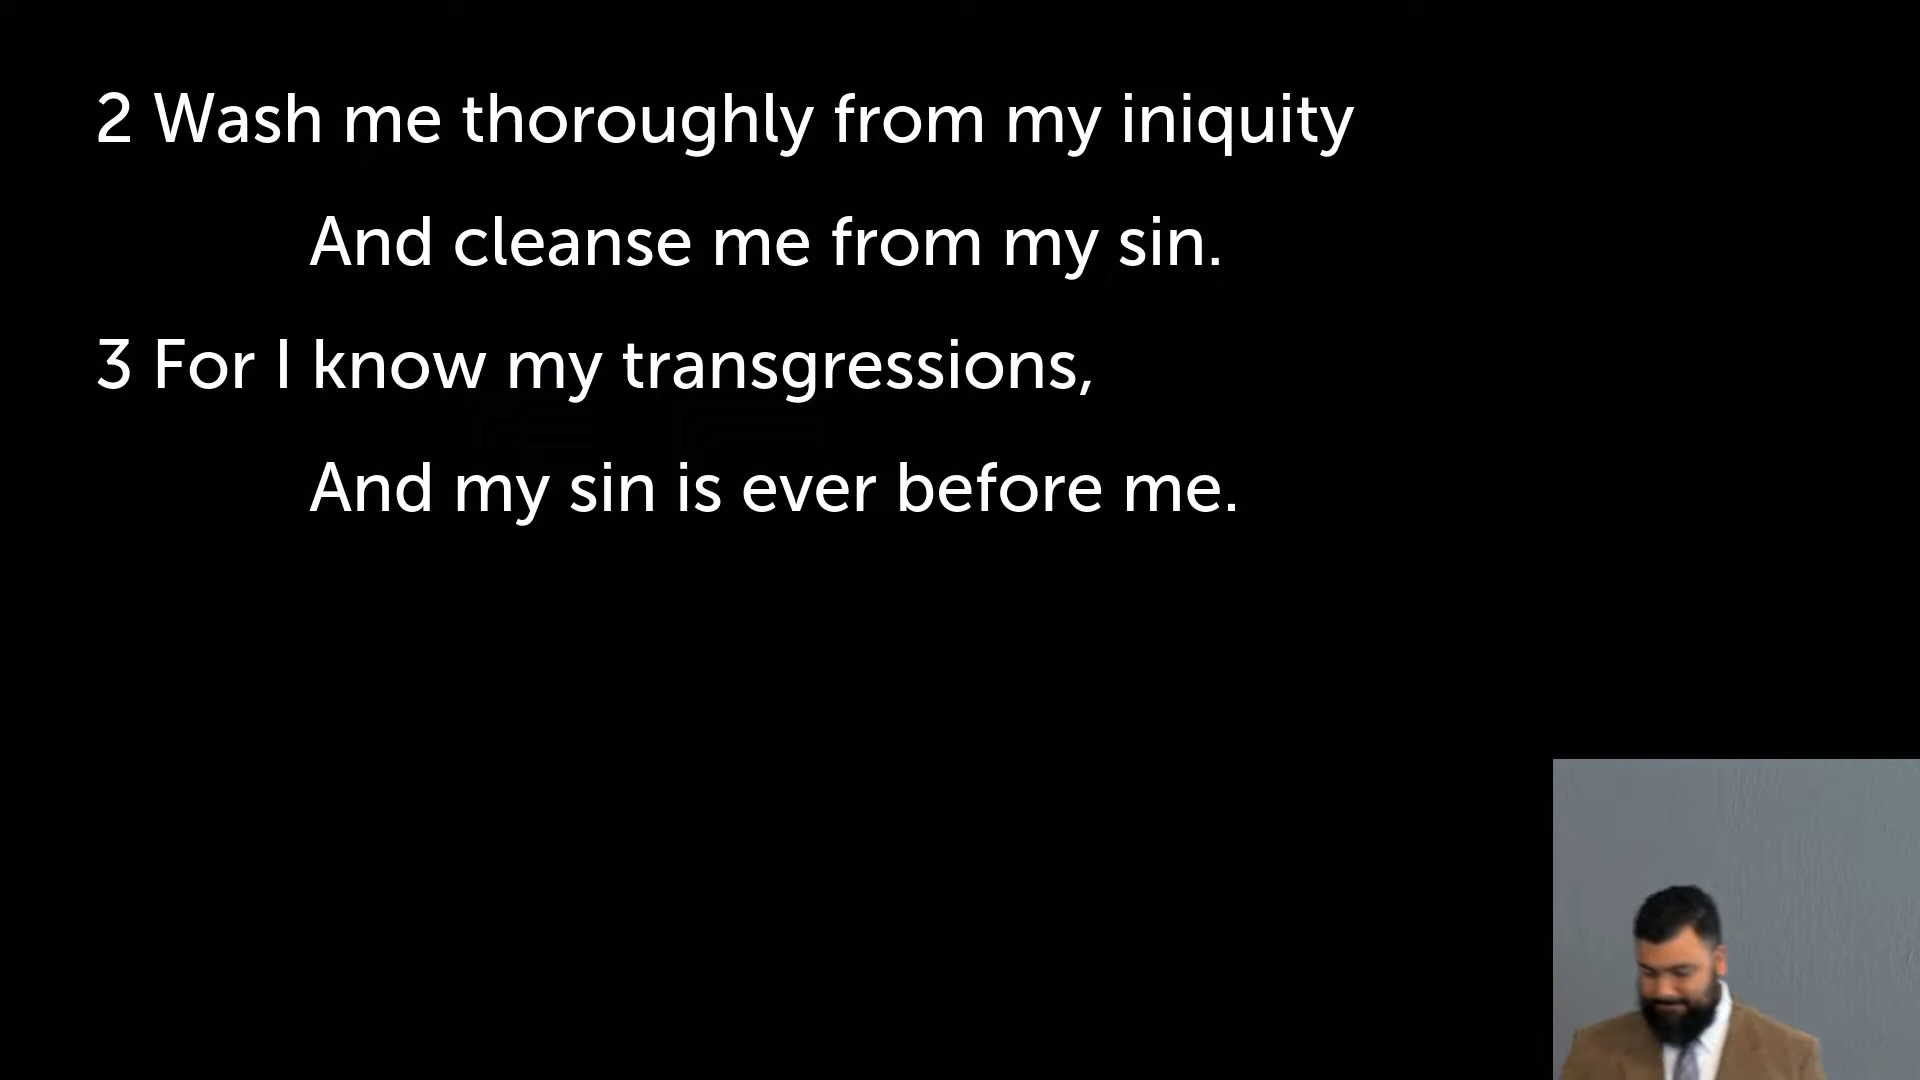 2 Wash me thoroughly from my iniquity
And cleanse me from my sin.
3 For I know my transgressions,
And my sin is ever before me.